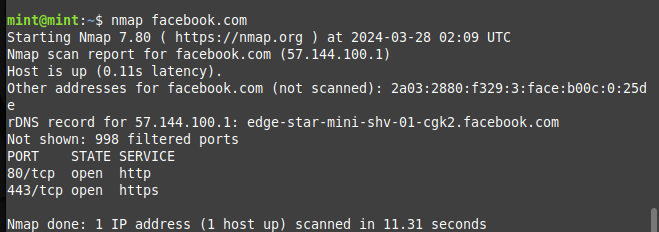 mint@mint:~$ nmap facebook.com
Starting Nmap 7.80 ( https://nmap.org ) at 2024-03-28 02:09 UTC
Nmap scan report for facebook.com (57.144.100.1)
Host is up (0.11s latency).
Other addresses for facebook.com (not scanned): 2a03:2880:f329:3:face:b00c:0:25d
e
rDNS record for 57.144.100.1: edge-star-mini-shv-01-cgk2.facebook.com
Not shown: 998 filtered ports
PORT    STATE SERVICE
80/tcp  open  http
443/tcp open  https

Nmap done: 1 IP address (1 host up) scanned in 11.31 seconds